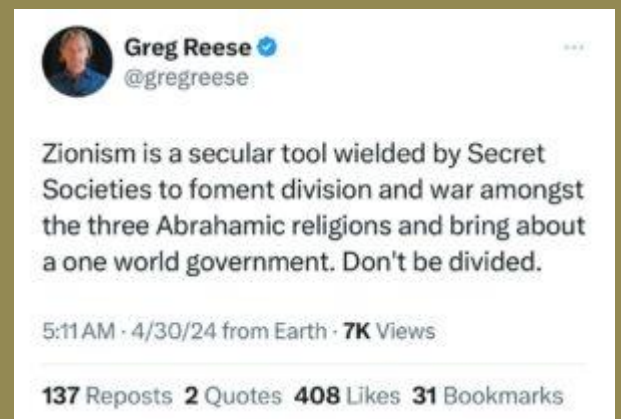 Greg Reese
@gregreese
Zionism is a secular tool wielded by Secret
Societies to foment division and war amongst
the three Abrahamic religions and bring about
a one world government. Don't be divided.
5:11 AM · 4/30/24 from Earth · 7K Views
137 Reposts 2 Quotes 408 Likes 31 Bookmarks